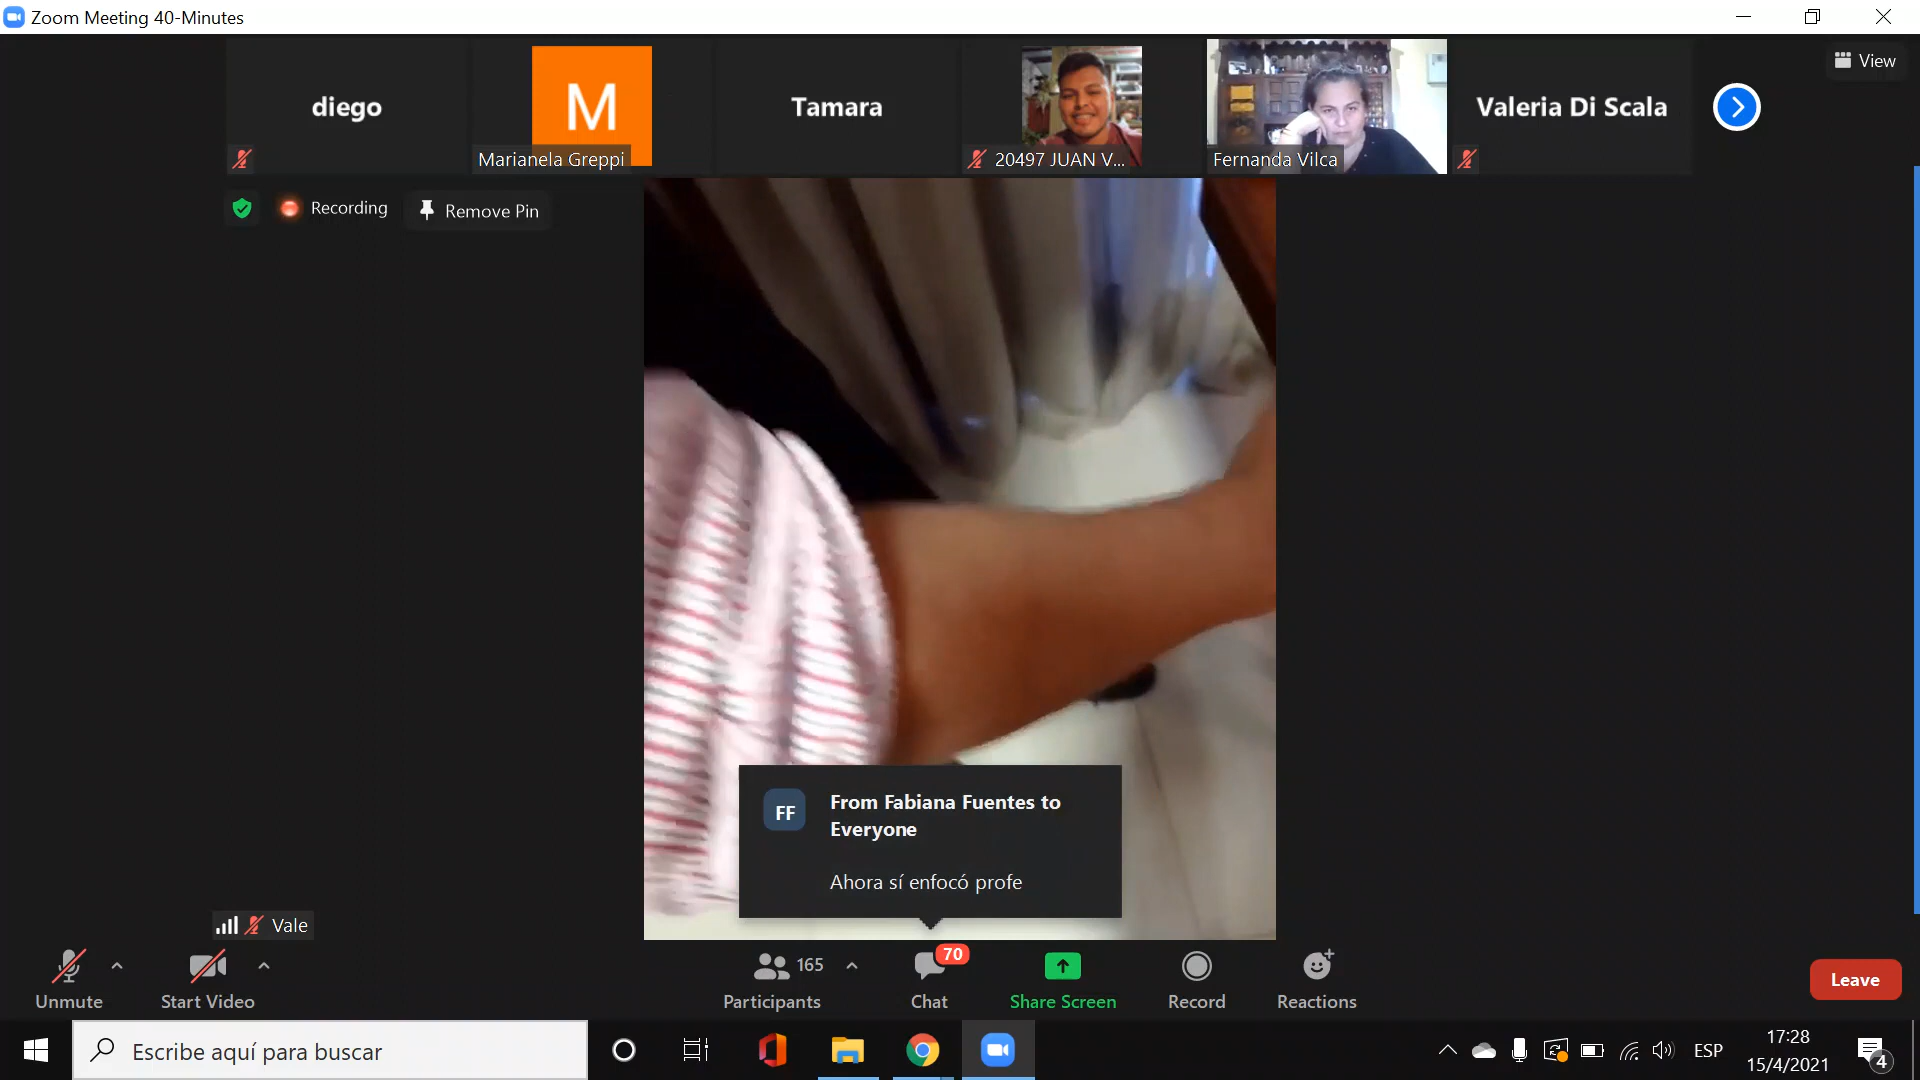 Zoom Meeting 40-Minutes
diego
M
Marianela Greppi
Tamara
20497 JUAN V...
Fernanda Vilca
Valeria Di Scala
View
Recording
Remove Pin
FF
From Fabiana Fuentes to
Everyone
Ahora sí enfocó profe
Vale
Unmute
Start Video
165
Participants
70
Chat
Share Screen
Record
Reactions
Leave
Escribe aquí para buscar
ESP
17:28
15/4/2021
4